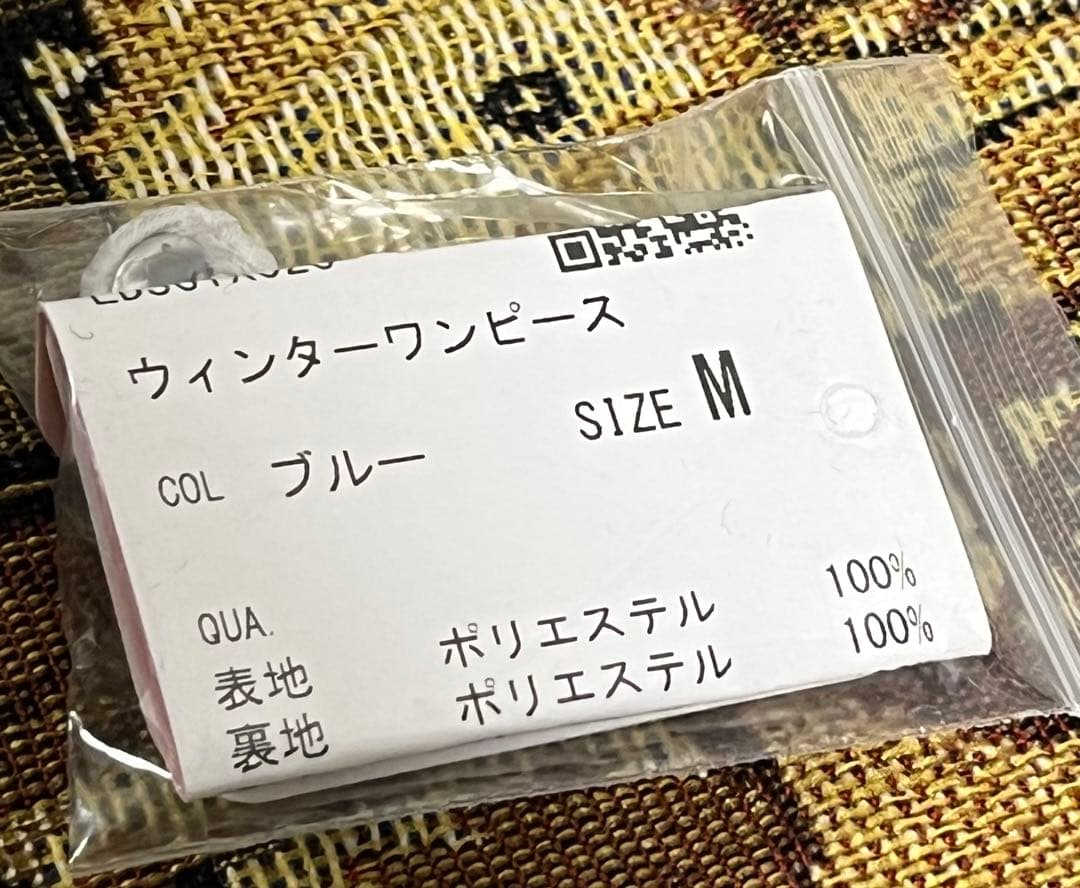 ウィンターワンピース
SIZE M
COL ブルー
QUA.
表地 ポリエステル 100%
裏地 ポリエステル 100%